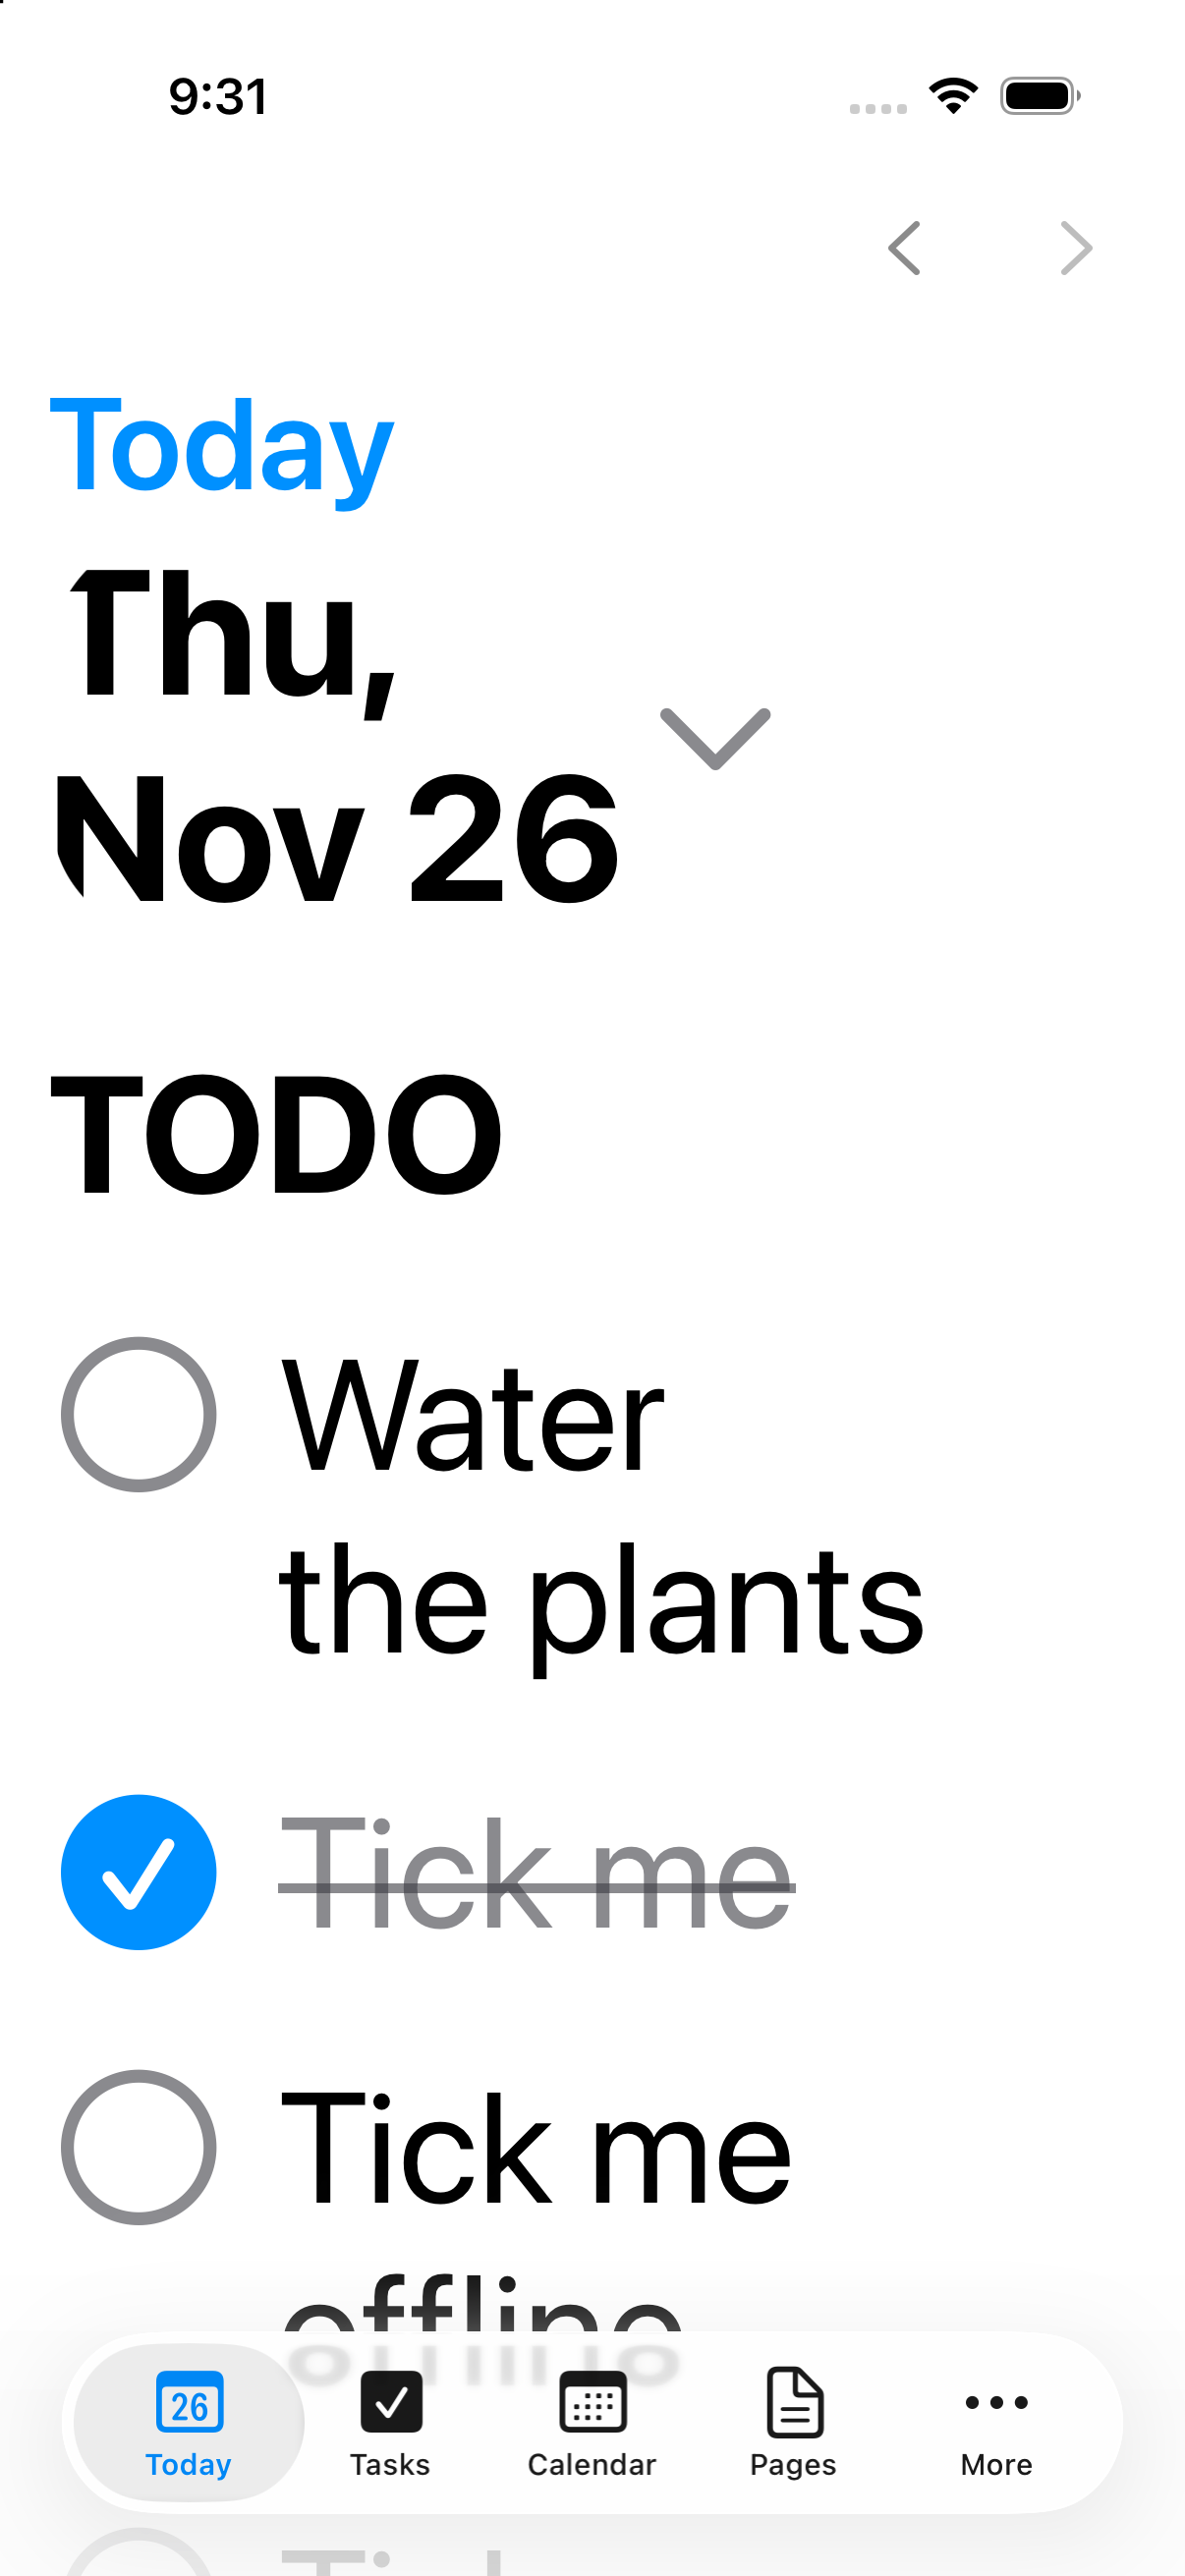 9:31
Today
Thu,
Nov 26
TODO
Water
the plants
Tick me
Tick me
offline
26
Today
Tasks
Calendar
Pages
More